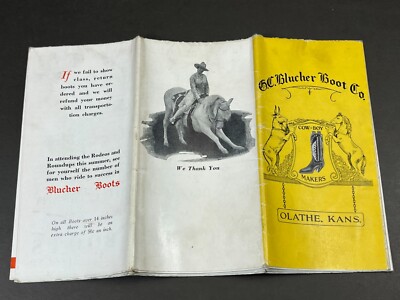 If we fail to show
class, return
boots you have or-
dered and we will
refund your money
with all transporta-
tion charges.
In attending the Rodeos and
Roundups this summer, see
for yourself the number of
men who ride to success in
Blucher Boots
On all Boots over 14 inches
high there will be an
extra charge of 50c an inch.
We Thank You
G.C. Blucher Boot Co.
COW-BOY
MAKERS
OLATHE, KANS.